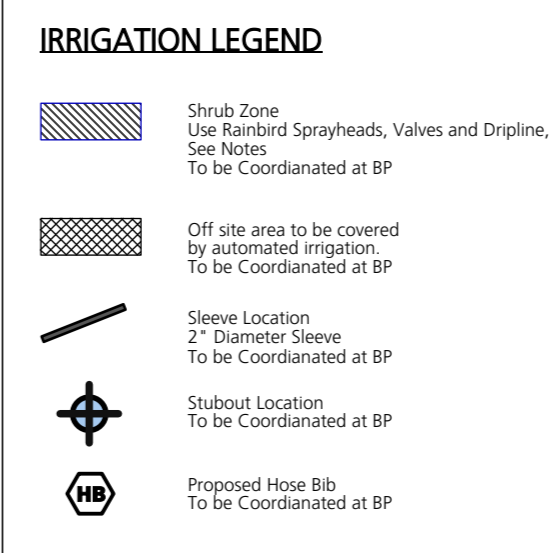 IRRIGATION LEGEND
Shrub Zone
Use Rainbird Sprayheads, Valves and Dripline,
See Notes
To be Coordianated at BP
Off site area to be covered
by automated irrigation.
To be Coordianated at BP
Sleeve Location
2" Diameter Sleeve
To be Coordianated at BP
Stubout Location
To be Coordianated at BP
HB
Proposed Hose Bib
To be Coordianated at BP